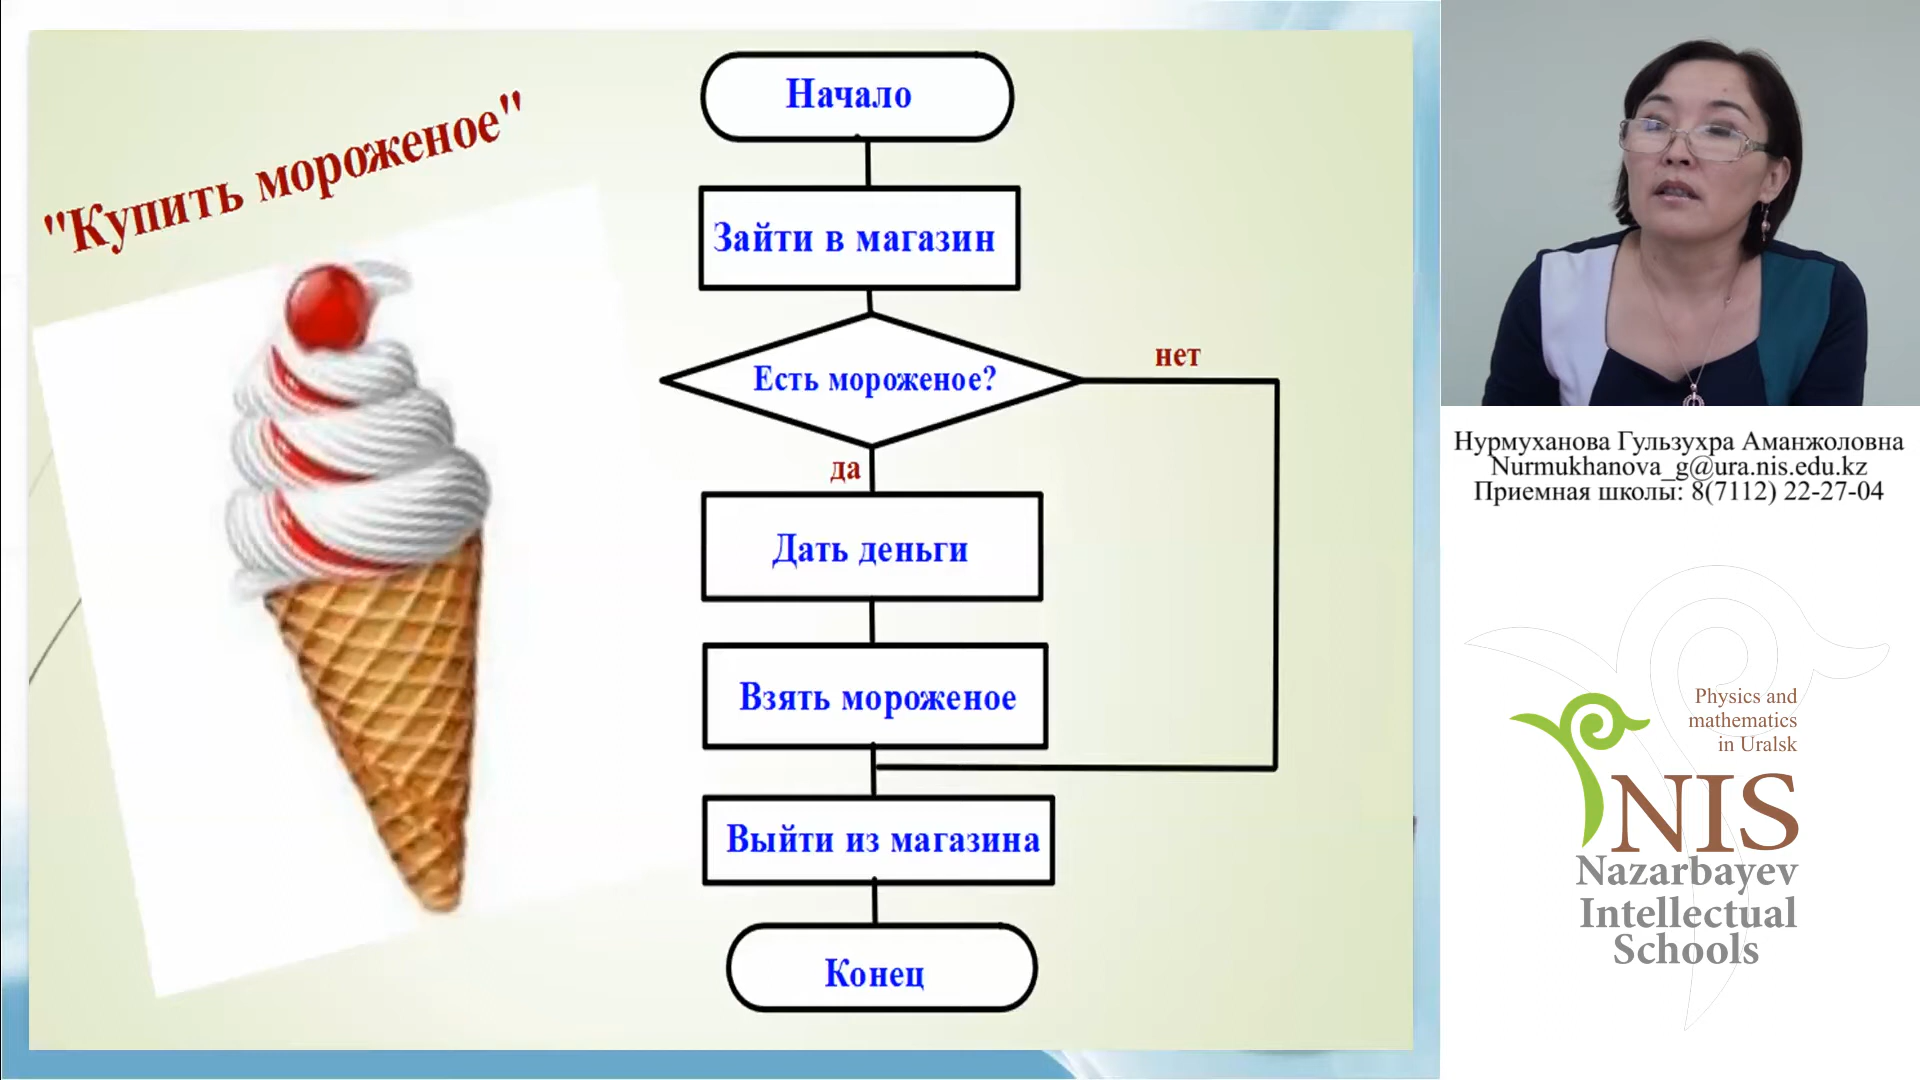 "Купить мороженое"
Начало
Зайти в магазин
Есть мороженое?
нет
да
Дать деньги
Взять мороженое
Выйти из магазина
Конец
Нурмуханова Гульзухра Аманжоловна
Nurmukhanova_g@ura.nis.edu.kz
Приемная школы: 8(7112) 22-27-04
Physics and
mathematics
in Uralsk
NIS
Nazarbayev
Intellectual
Schools